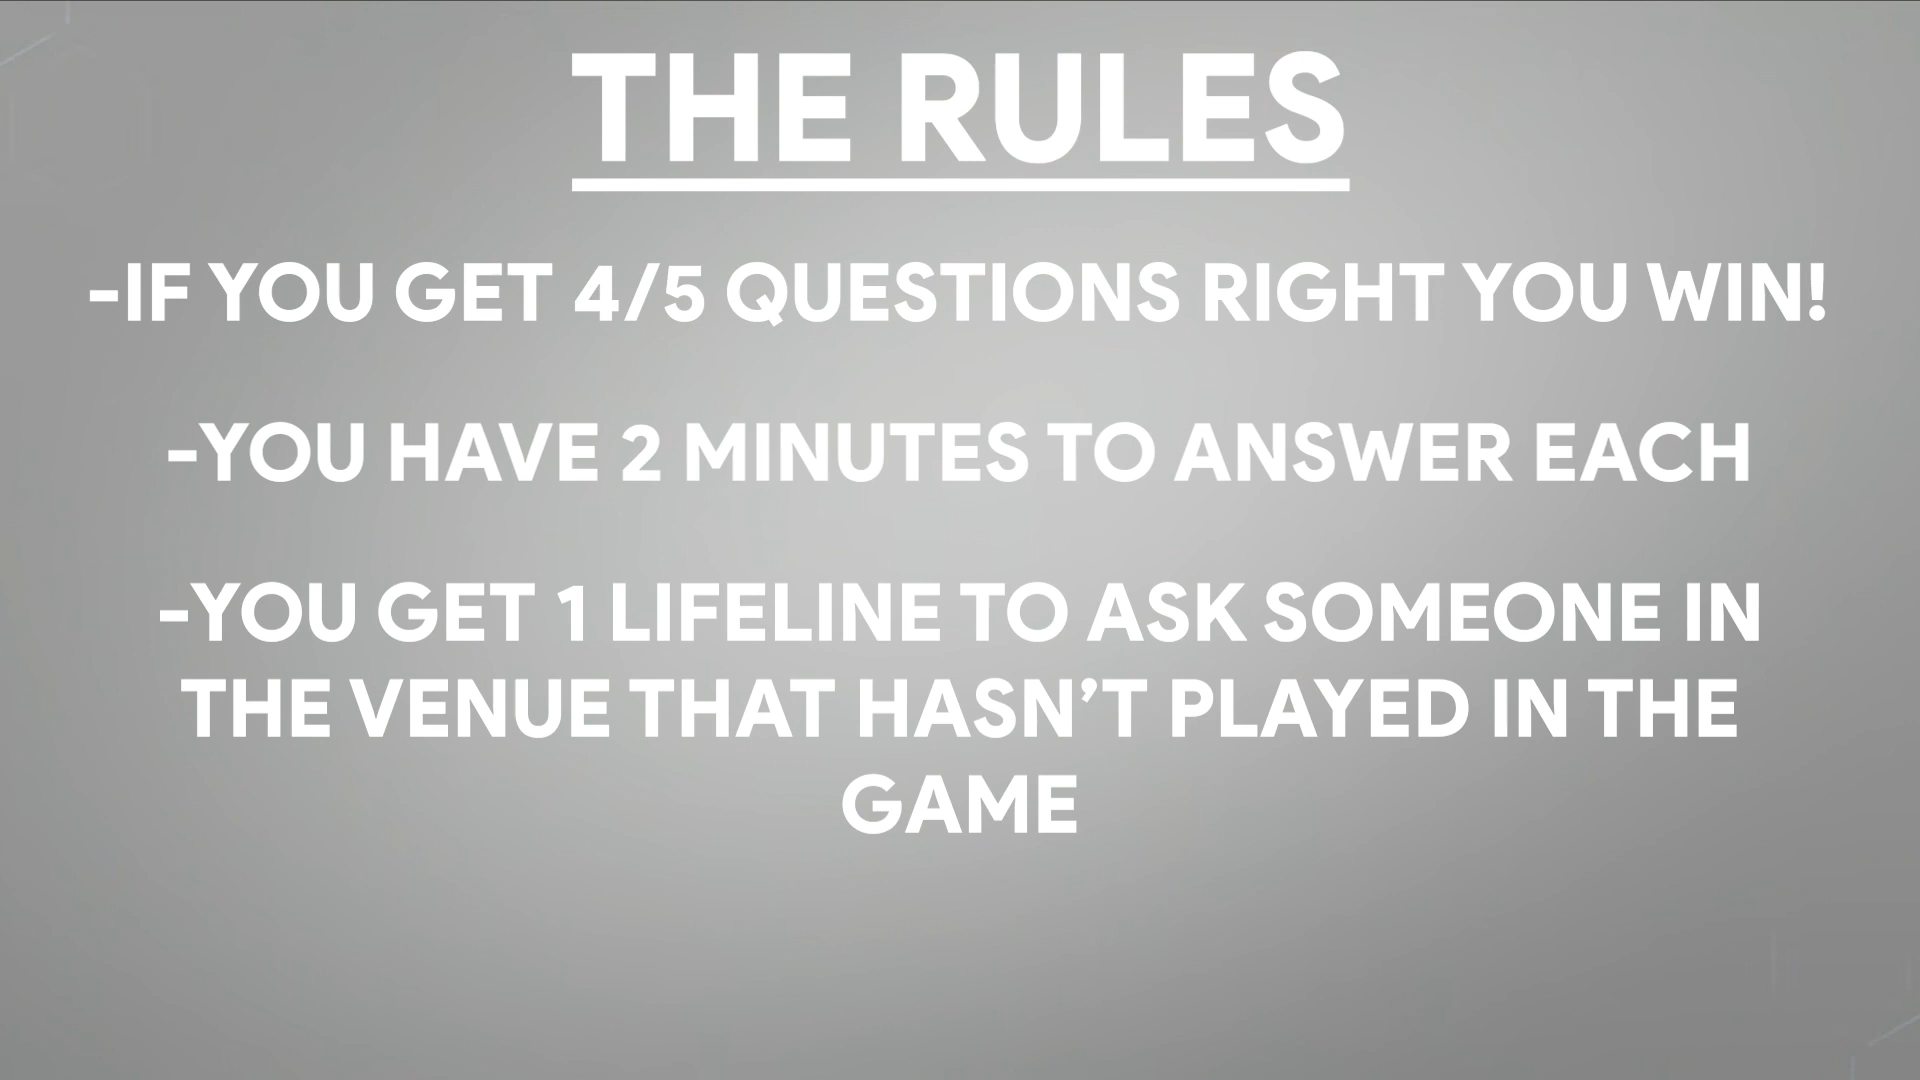 THE RULES
-IF YOU GET 4/5 QUESTIONS RIGHT YOU WIN!
-YOU HAVE 2 MINUTES TO ANSWER EACH
-YOU GET 1 LIFELINE TO ASK SOMEONE IN
THE VENUE THAT HASN’T PLAYED IN THE
GAME